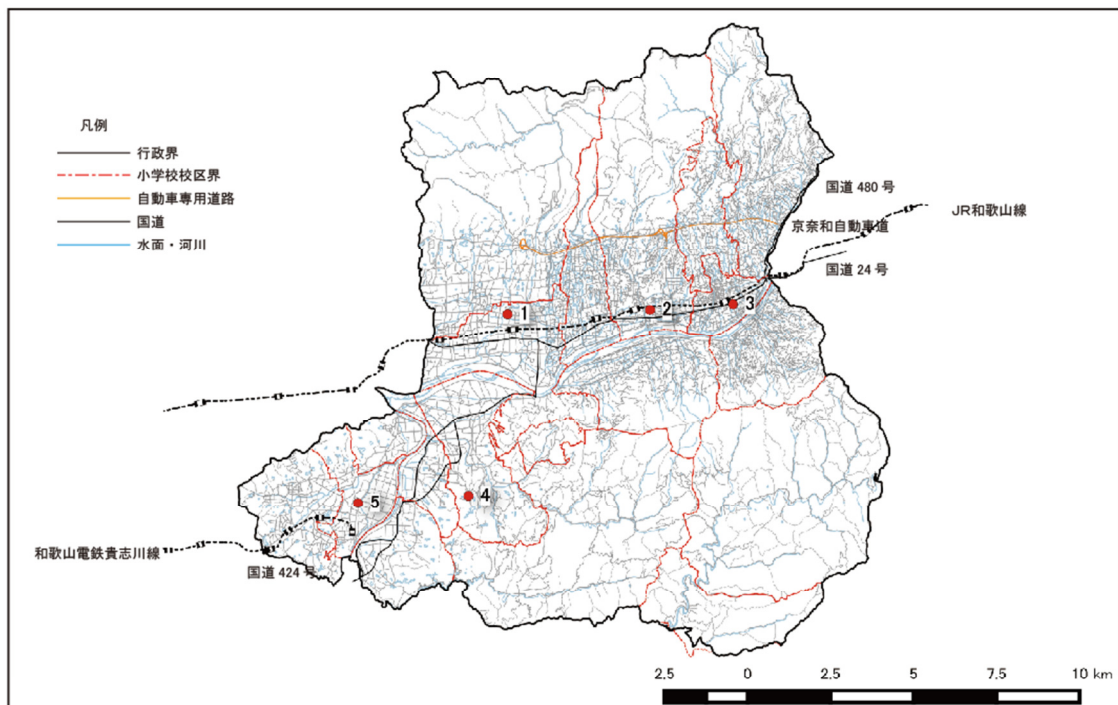 凡例
行政界
小学校校区界
自動車専用道路
国道
水面・河川
国道 480 号
JR和歌山線
京奈和自動車道
国道 24 号
1
2
3
4
5
和歌山電鉄貴志川線
国道 424 号
2.5 0 2.5 5 7.5 10 km